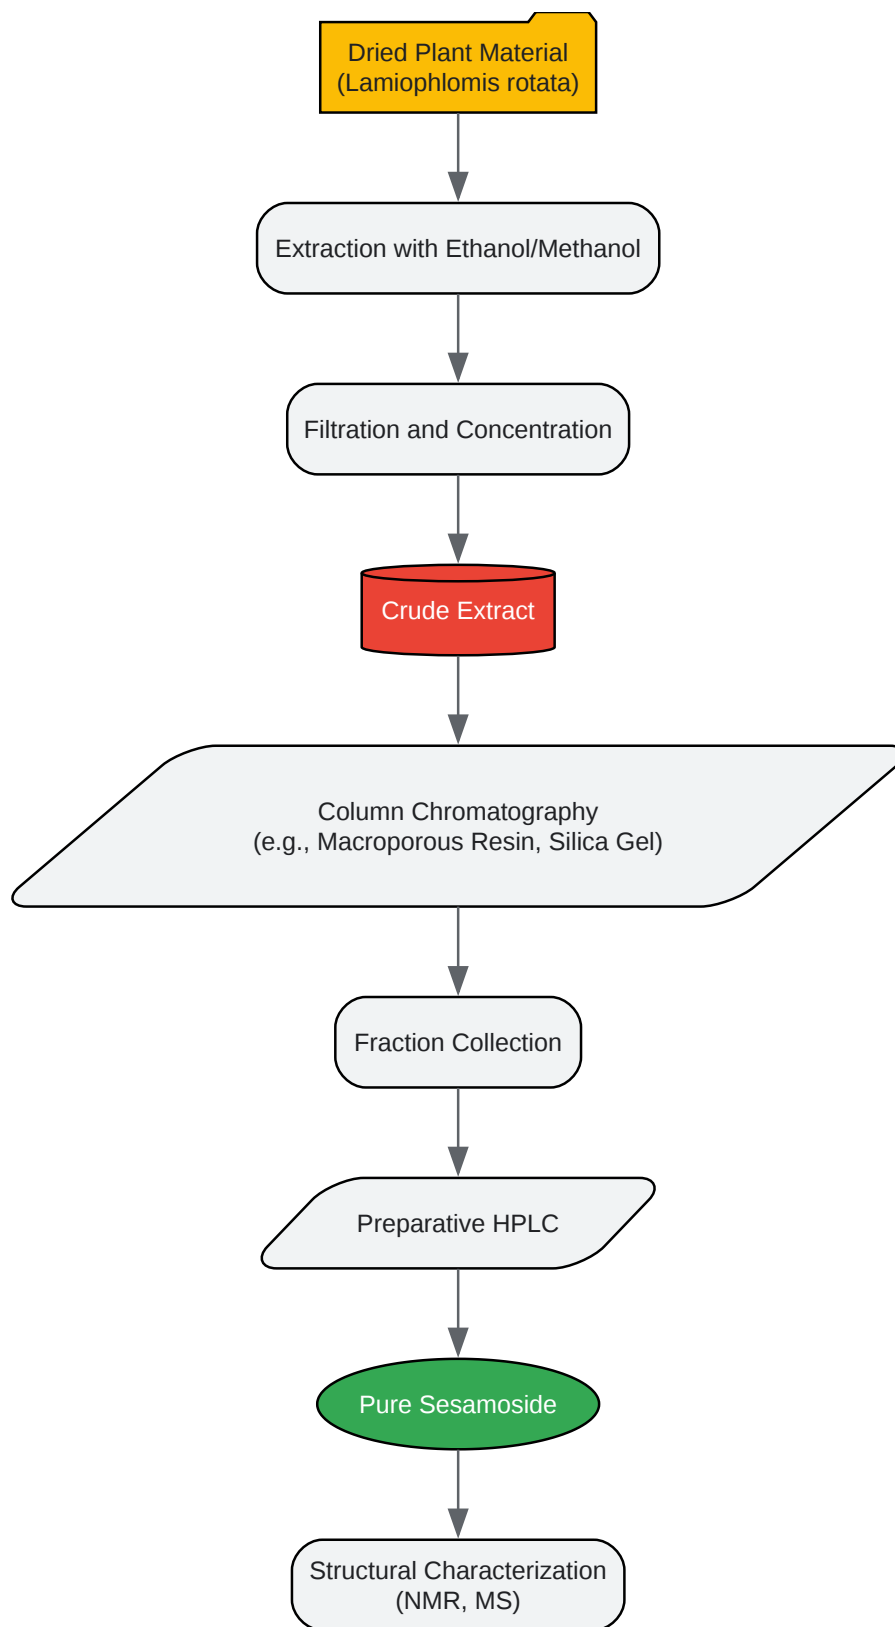 Dried Plant Material
(Lamiophlomis rotata)
Extraction with Ethanol/Methanol
Filtration and Concentration
Crude Extract
Column Chromatography
(e.g., Macroporous Resin, Silica Gel)
Fraction Collection
Preparative HPLC
Pure Sesamoside
Structural Characterization
(NMR, MS)